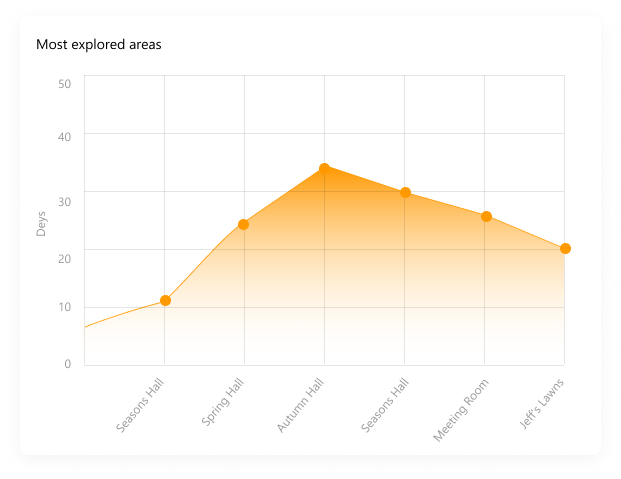 Most explored areas
50
40
30
20
10
0
Deys
Seasons Hall
Spring Hall
Autumn Hall
Seasons Hall
Meeting Room
Jeff's Lawns